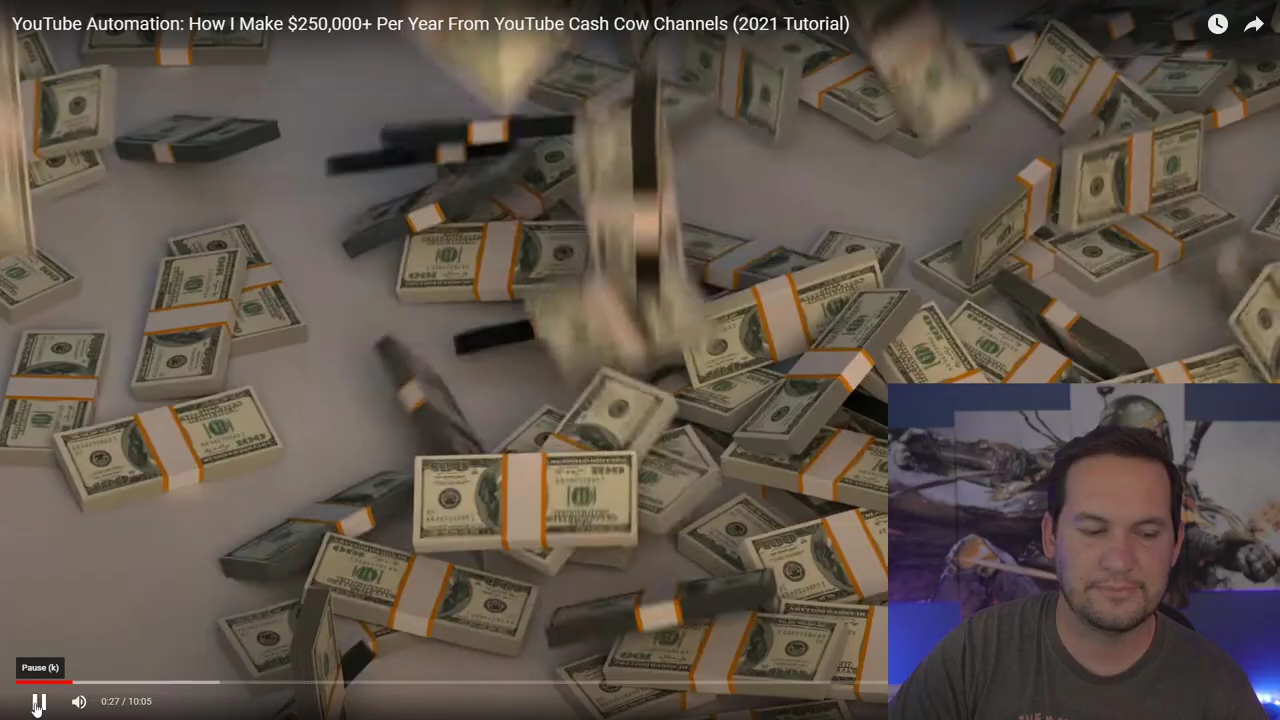 YouTube Automation: How I Make $250,000+ Per Year From YouTube Cash Cow Channels (2021 Tutorial)
Pause (k)
0:27 / 10:05